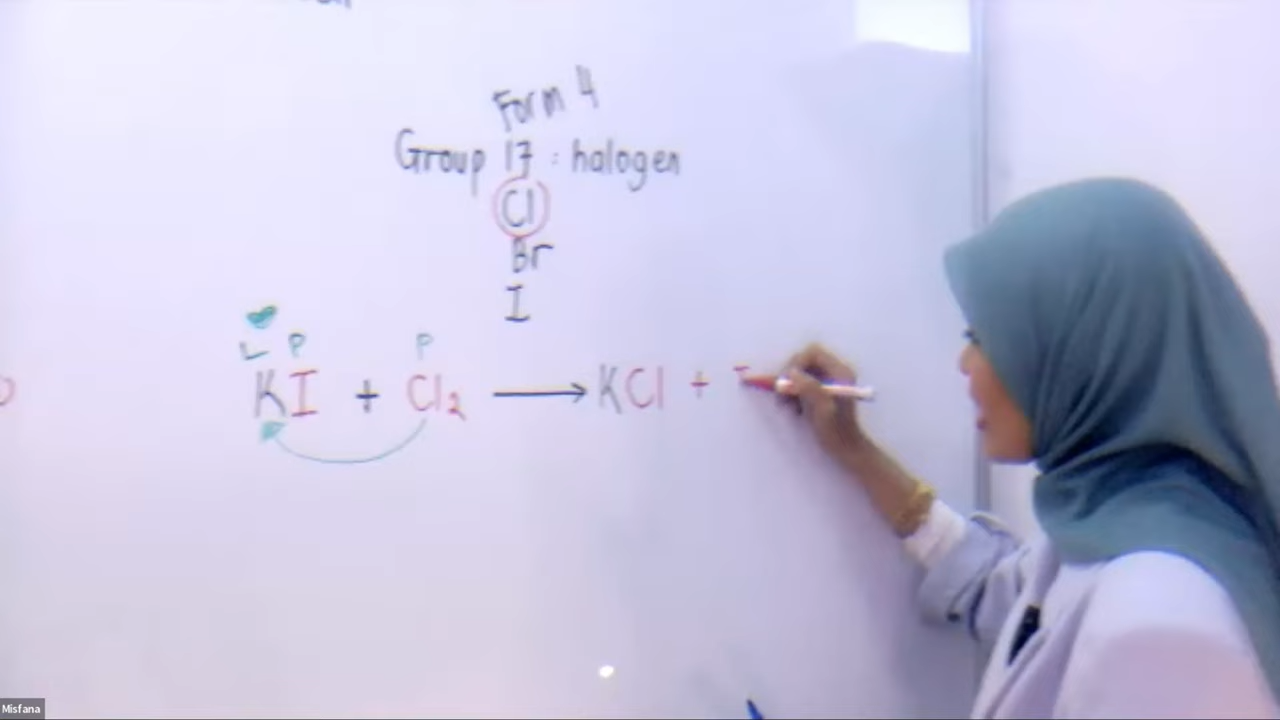 Form 4
Group 17 : halogen
Cl
Br
I
L P P
KI + Cl₂ → KCl +
Misfana